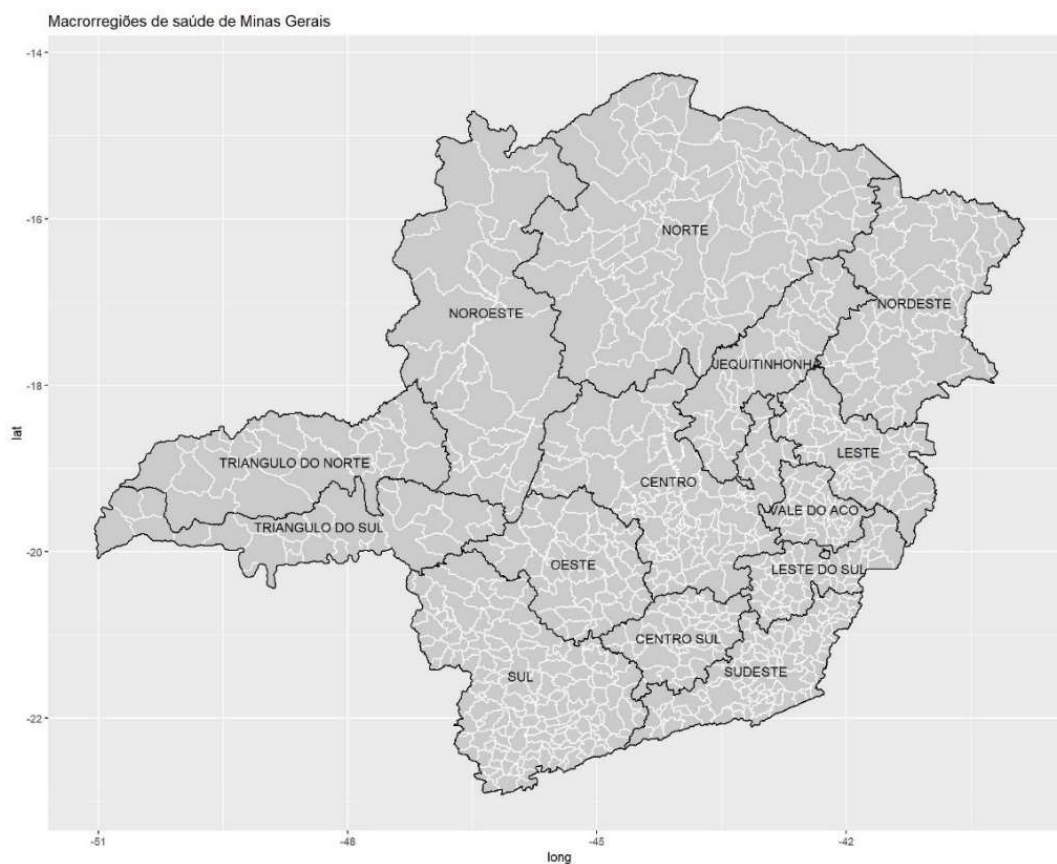 Macrorregiões de saúde de Minas Gerais
-14
-16
NORTE
NORDESTE
NOROESTE
JEQUITINHONHA
-18
lat
LESTE
TRIANGULO DO NORTE
CENTRO
VALE DO ACO
TRIANGULO DO SUL
-20
OESTE
LESTE DO SUL
CENTRO SUL
SUDESTE
SUL
-22
-51
-48
-45
-42
long